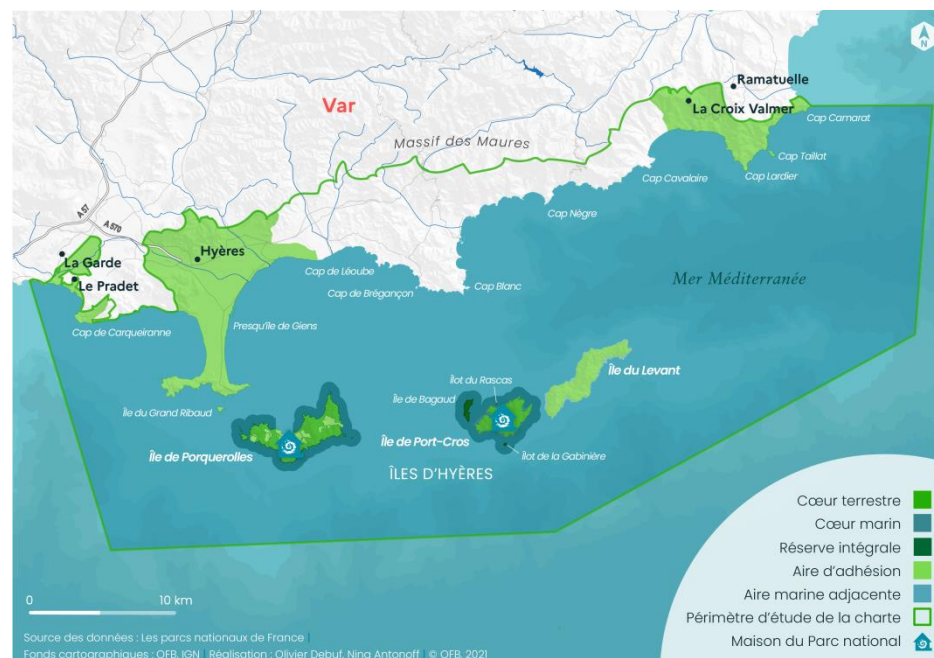 N
Ramatuelle
Var
La Croix Valmer
Cap Camarat
Massif des Maures
Cap Taillat
Cap Lardier
Cap Cavalaire
A 57
A 570
Cap Nègre
La Garde
Hyères
Le Pradet
Cap de Léoube
Cap de Brégançon
Cap Blanc
Mer Méditerranée
Cap de Carqueiranne
Presqu'île de Giens
Île du Levant
Îlot du Rascas
Île de Bagaud
Île du Grand Ribaud
Île de Port-Cros
Île de Porquerolles
Îlot de la Gabinière
ÎLES D'HYÈRES
Cœur terrestre
Cœur marin
Réserve intégrale
Aire d'adhésion
Aire marine adjacente
Périmètre d'étude de la charte
Maison du Parc national
0 10 km
Source des données : Les parcs nationaux de France |
Fonds cartographiques : OFB, IGN | Réalisation : Olivier Debuf, Nina Antonoff | © OFB, 2021